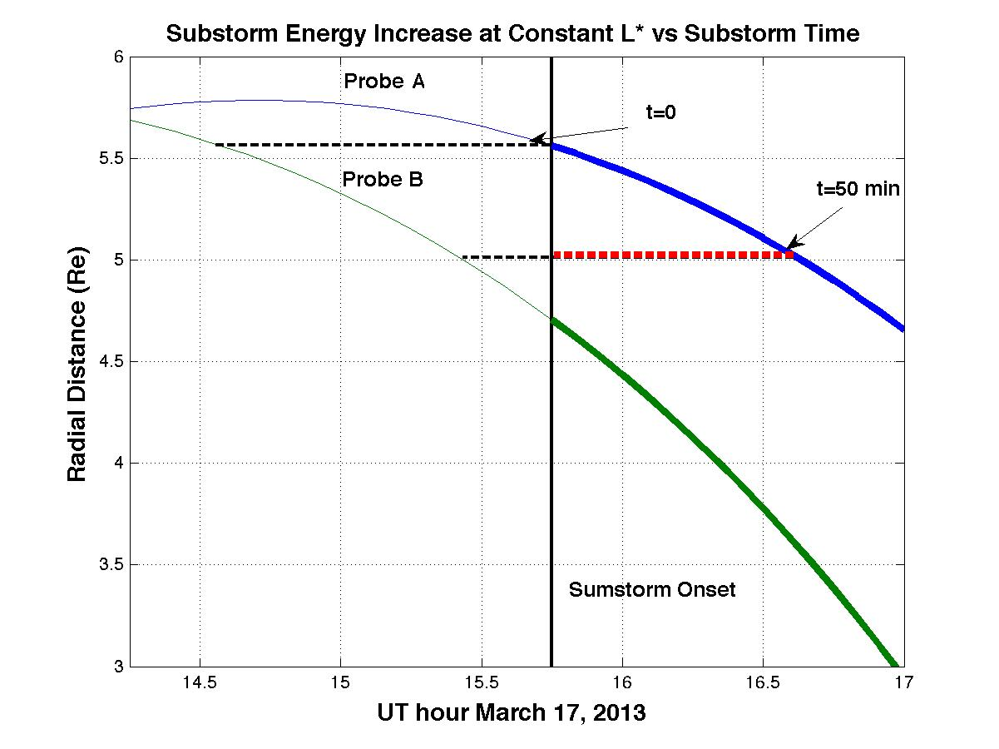 Substorm Energy Increase at Constant L* vs Substorm Time
6
Probe A
t=0
5.5
Probe B
t=50 min
5
4.5
4
3.5
Sumstorm Onset
3
14.5 15 15.5 16 16.5 17
Radial Distance (Re)
UT hour March 17, 2013